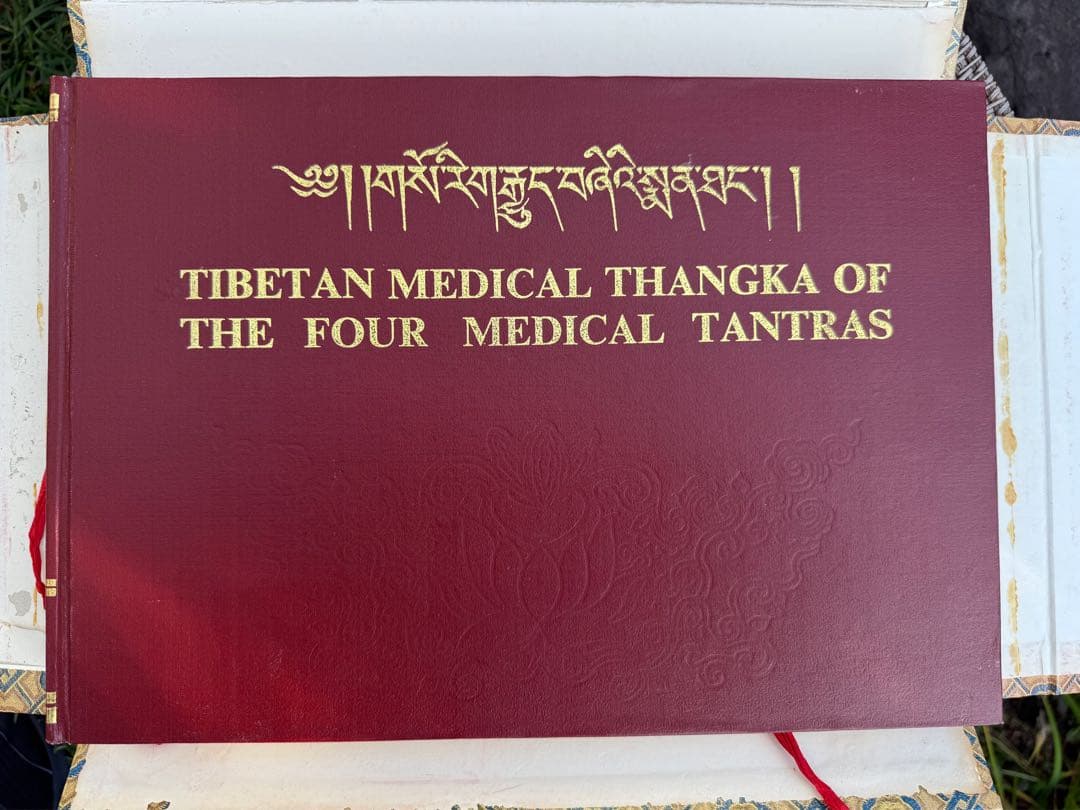 ༄༅། །གསོ་རིག་རྒྱུད་བཞིའི་སྨན་ཐང་། །
TIBETAN MEDICAL THANGKA OF
THE FOUR MEDICAL TANTRAS